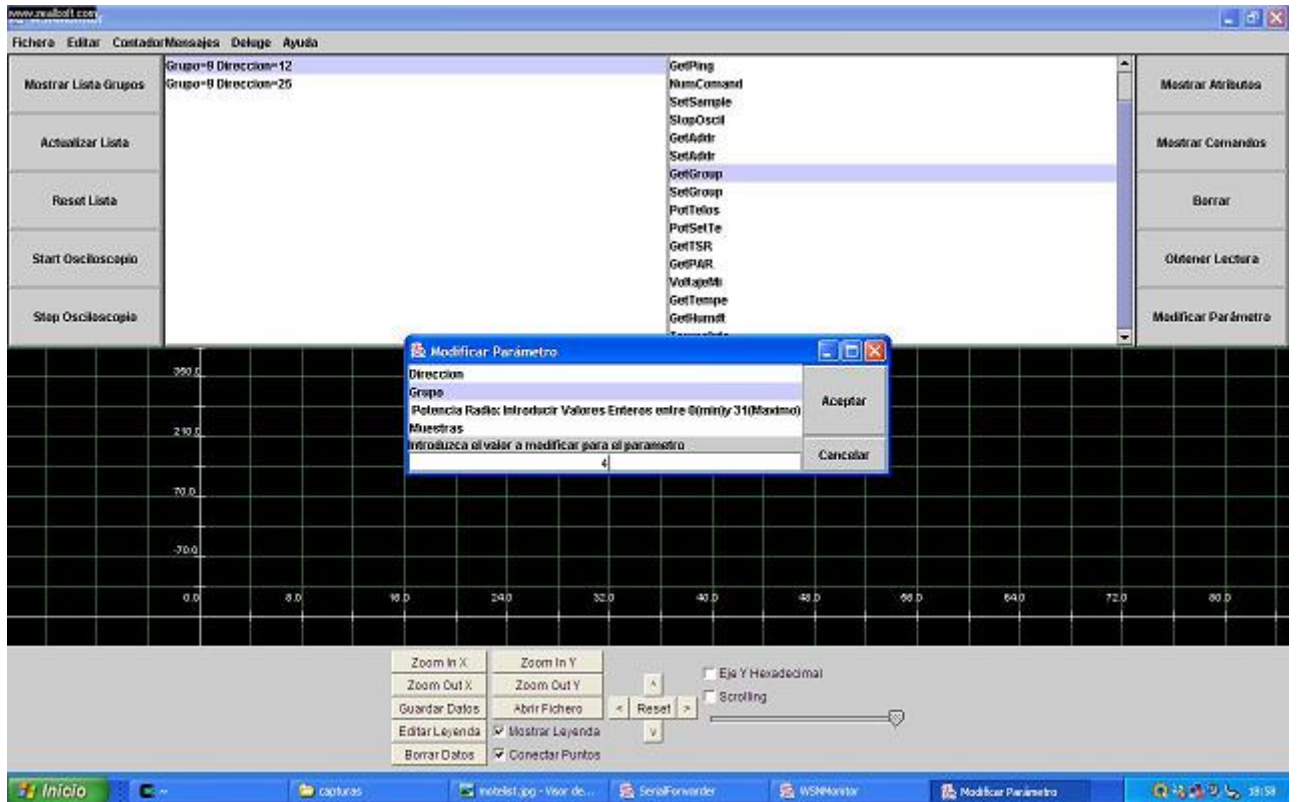 www.realsoft.com
Fichero Editar ContadorMensajes Deluge Ayuda
Mostrar Lista Grupos
Actualizar Lista
Reset Lista
Start Osciloscopio
Stop Osciloscopio
Grupo=8 Direccion=12
Grupo=8 Direccion=26
GetPing
NumComand
SetSample
StopOscil
GetAddr
SetAddr
GetGroup
SetGroup
PotTelos
PotSetTe
GetTSR
GetPAR
VoltajeMi
GetTempe
GetHumdt
Mostrar Atributos
Mostrar Comandos
Borrar
Obtener Lectura
Modificar Parámetro
Modificar Parámetro
Direccion
Grupo
Potencia Radio: Introducir Valores Enteros entre 0(min)y 31(Maximo)
Muestras
Introduzca el valor a modificar para el parametro
4
Aceptar
Cancelar
350.0
210.0
70.0
-70.0
0.0 8.0 16.0 24.0 32.0 40.0 48.0 56.0 64.0 72.0 80.0
Zoom In X Zoom In Y
Zoom Out X Zoom Out Y
Guardar Datos Abrir Fichero
Editar Leyenda Mostrar Leyenda
Borrar Datos Conectar Puntos
^
< Reset >
v
Eje Y Hexadecimal
Scrolling
Inicio ~ capturas motelist.jpg - Visor de... SerialForwarder WSNMonitor Modificar Parámetro 18:59